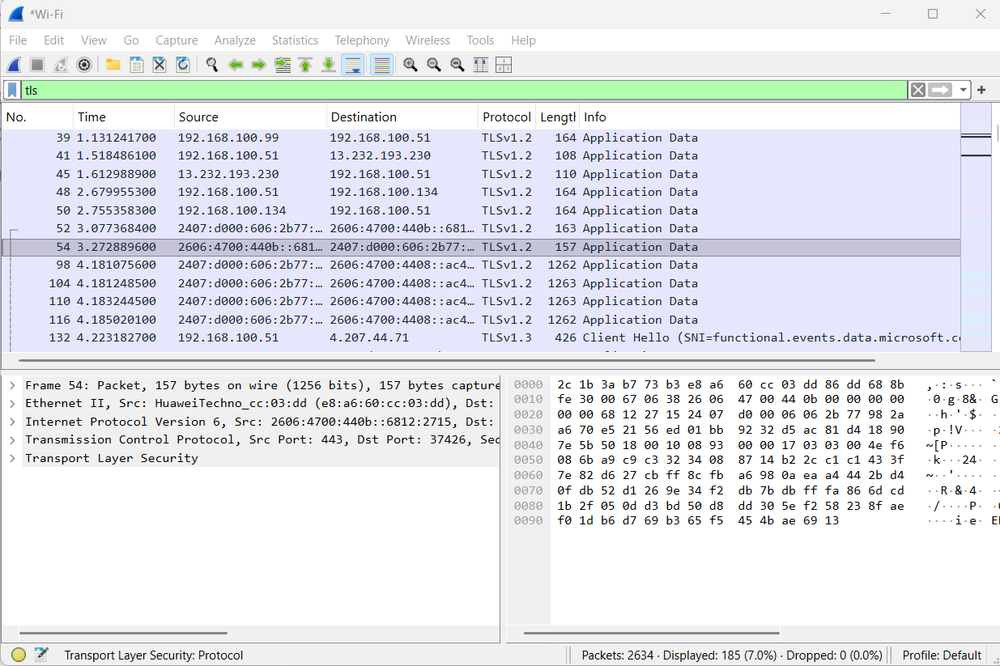 *Wi-Fi
File Edit View Go Capture Analyze Statistics Telephony Wireless Tools Help
tls
No. Time Source Destination Protocol Lengtl Info
39 1.131241700 192.168.100.99 192.168.100.51 TLSv1.2 164 Application Data
41 1.518486100 192.168.100.51 13.232.193.230 TLSv1.2 108 Application Data
45 1.612988900 13.232.193.230 192.168.100.51 TLSv1.2 110 Application Data
48 2.679955300 192.168.100.51 192.168.100.134 TLSv1.2 164 Application Data
50 2.755358300 192.168.100.134 192.168.100.51 TLSv1.2 164 Application Data
52 3.077368400 2407:d000:606:2b77:… 2606:4700:440b::681… TLSv1.2 163 Application Data
54 3.272889600 2606:4700:440b::681… 2407:d000:606:2b77:… TLSv1.2 157 Application Data
98 4.181075600 2407:d000:606:2b77:… 2606:4700:4408::ac4… TLSv1.2 1262 Application Data
104 4.181248500 2407:d000:606:2b77:… 2606:4700:4408::ac4… TLSv1.2 1263 Application Data
110 4.183244500 2407:d000:606:2b77:… 2606:4700:4408::ac4… TLSv1.2 1263 Application Data
116 4.185020100 2407:d000:606:2b77:… 2606:4700:4408::ac4… TLSv1.2 1262 Application Data
132 4.223182700 192.168.100.51 4.207.44.71 TLSv1.3 426 Client Hello (SNI=functional.events.data.microsoft.c
Frame 54: Packet, 157 bytes on wire (1256 bits), 157 bytes capture
Ethernet II, Src: HuaweiTechno_cc:03:dd (e8:a6:60:cc:03:dd), Dst:
Internet Protocol Version 6, Src: 2606:4700:440b::6812:2715, Dst:
Transmission Control Protocol, Src Port: 443, Dst Port: 37426, Seq
Transport Layer Security
0000 2c 1b 3a b7 73 b3 e8 a6 60 cc 03 dd 86 dd 68 8b ,·:·s···`
0010 fe 30 00 67 06 38 26 06 47 00 44 0b 00 00 00 00 ·0·g·8&·G
0020 00 00 68 12 27 15 24 07 d0 00 06 06 2b 77 98 2a ··h·'·$·
0030 a6 70 e5 21 56 ed 01 bb 92 32 d5 ac 81 d4 18 90 ·p·!V···
0040 7e 5b 50 18 00 10 08 93 00 00 17 03 03 00 4e f6 ~[P·····
0050 08 6b a9 c9 c3 32 34 08 87 14 b2 2c c1 c1 43 3f ·k···24·
0060 7e 82 d6 27 cb ff 8c fb a6 98 0a ea a4 44 2b d4 ~··'····
0070 0f db 52 d1 26 9e 34 f2 db 7b db ff fa 86 6d cd ··R·&·4·
0080 1b 2f 05 0d d3 bd 50 d8 dd 30 5e f2 58 23 8f ae ·/····P·
0090 f0 1d b6 d7 69 b3 65 f5 45 4b ae 69 13 ····i·e·E
Transport Layer Security: Protocol
Packets: 2634 · Displayed: 185 (7.0%) · Dropped: 0 (0.0%)
Profile: Default